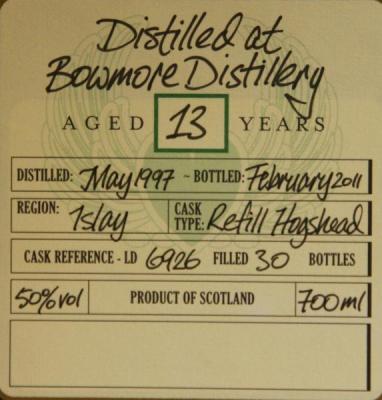 Distilled at
Bowmore Distillery
AGED 13 YEARS
DISTILLED: May 1997 ~ BOTTLED: February 2011
REGION: Islay CASK TYPE: Refill Hogshead
CASK REFERENCE - LD 6926 FILLED 30 BOTTLES
50% vol PRODUCT OF SCOTLAND 700ml